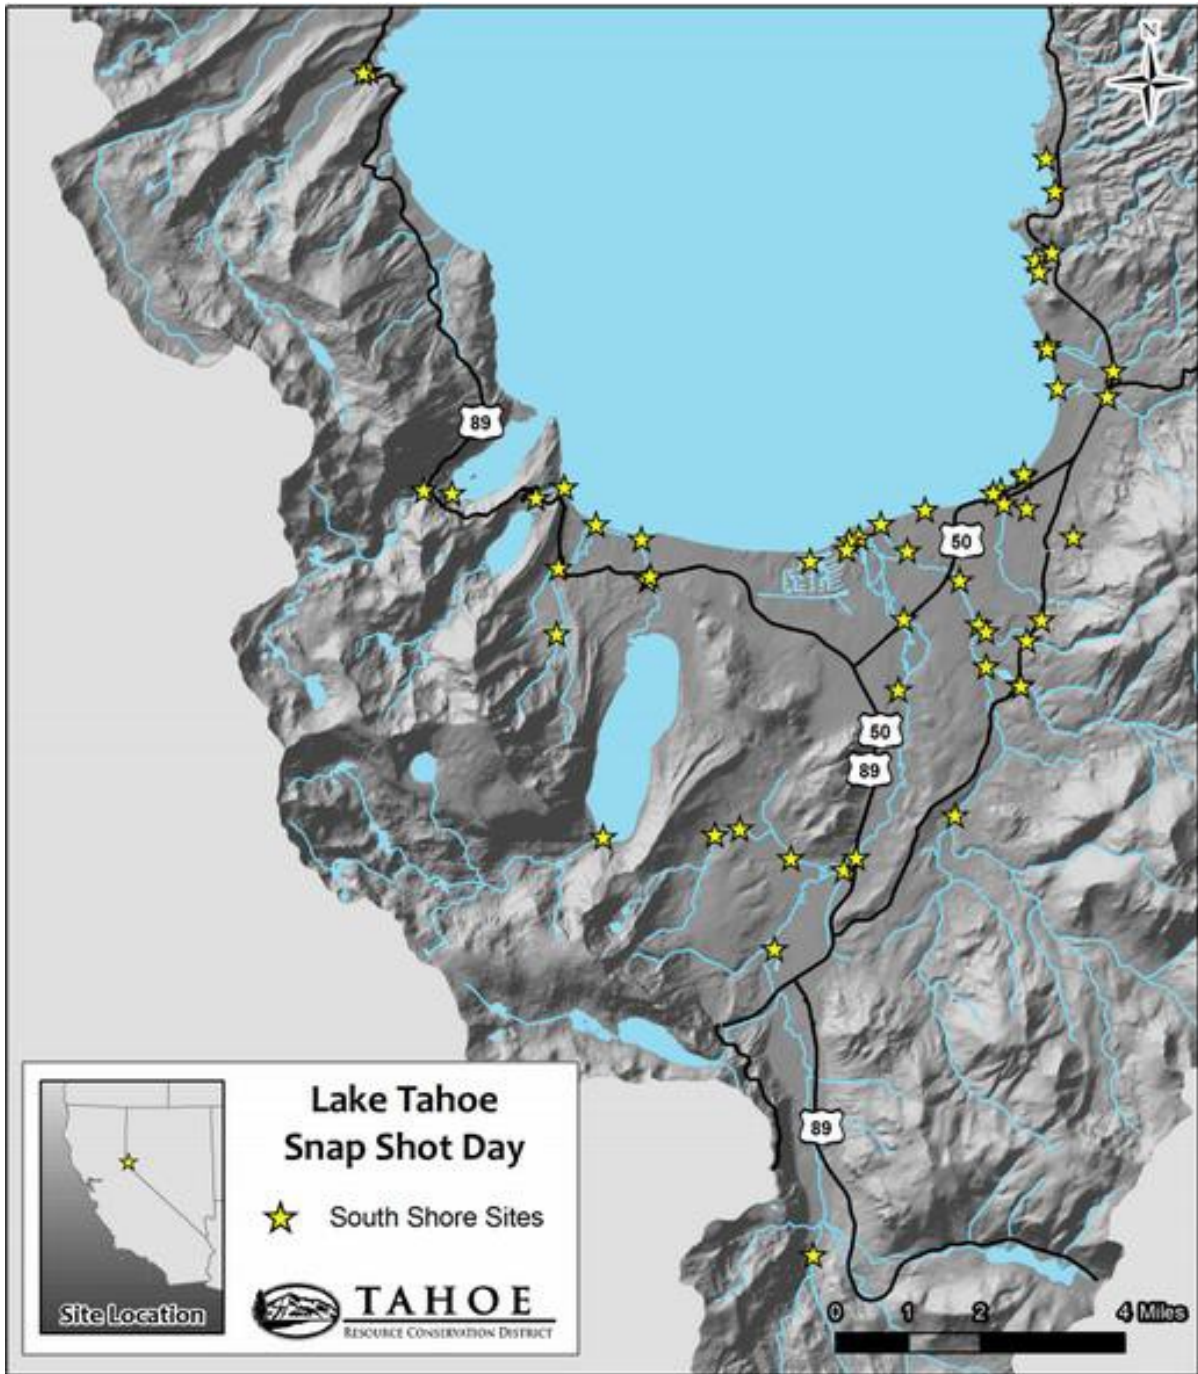 N
89
50
50
89
89
Lake Tahoe
Snap Shot Day
South Shore Sites
Site Location
TAHOE
RESOURCE CONSERVATION DISTRICT
0 1 2 4 Miles